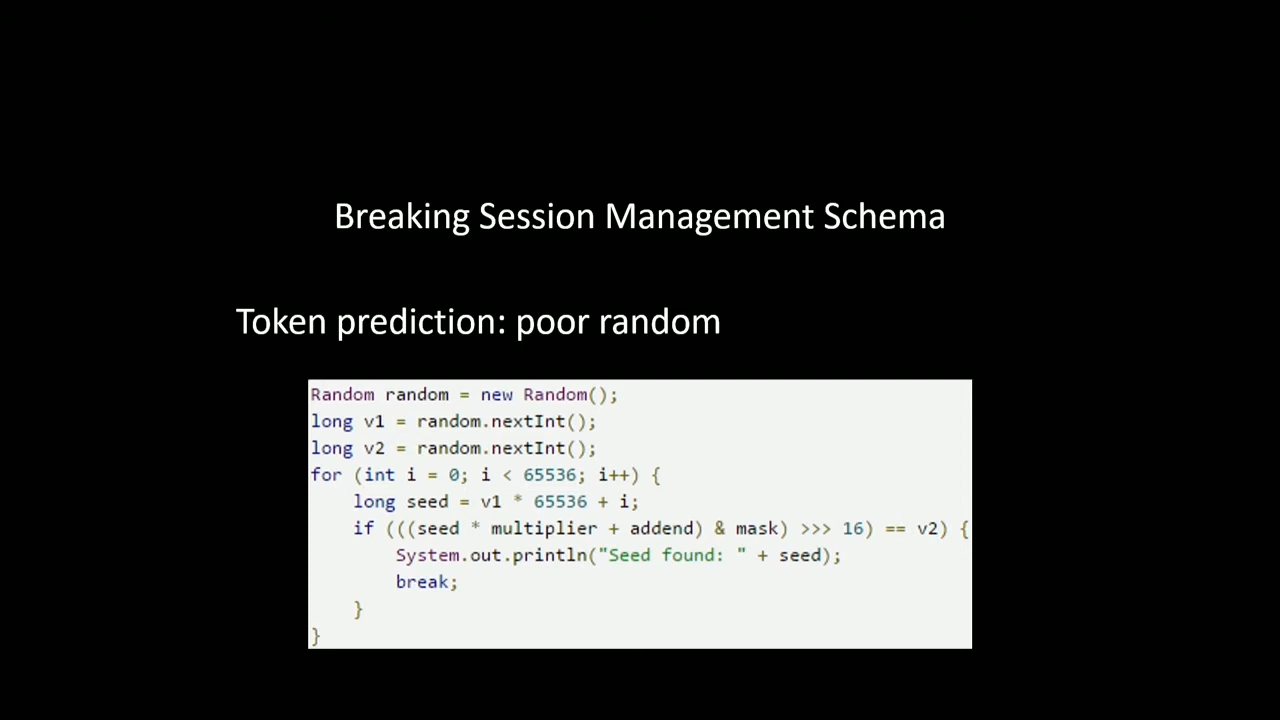 Breaking Session Management Schema
Token prediction: poor random
Random random = new Random();
long v1 = random.nextInt();
long v2 = random.nextInt();
for (int i = 0; i < 65536; i++) {
    long seed = v1 * 65536 + i;
    if (((seed * multiplier + addend) & mask) >>> 16) == v2) {
        System.out.println("Seed found: " + seed);
        break;
    }
}